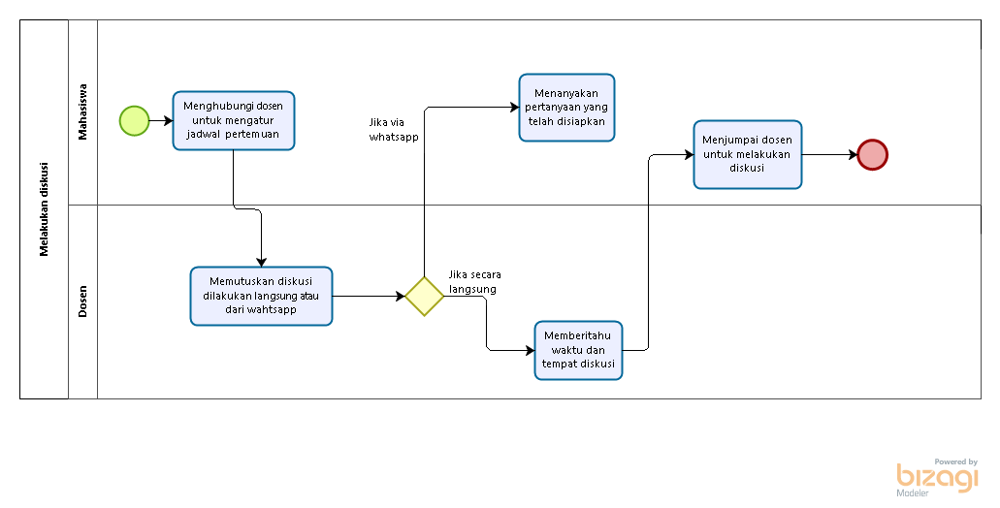 Melakukan diskusi
Mahasiswa
Menghubungi dosen
untuk mengatur
jadwal pertemuan
Jika via
whatsapp
Menanyakan
pertanyaan yang
telah disiapkan
Menjumpai dosen
untuk melakukan
diskusi
Dosen
Memutuskan diskusi
dilakukan langsung atau
dari wahtsapp
Jika secara
langsung
Memberitahu
waktu dan
tempat diskusi
Powered by
bizagi
Modeler